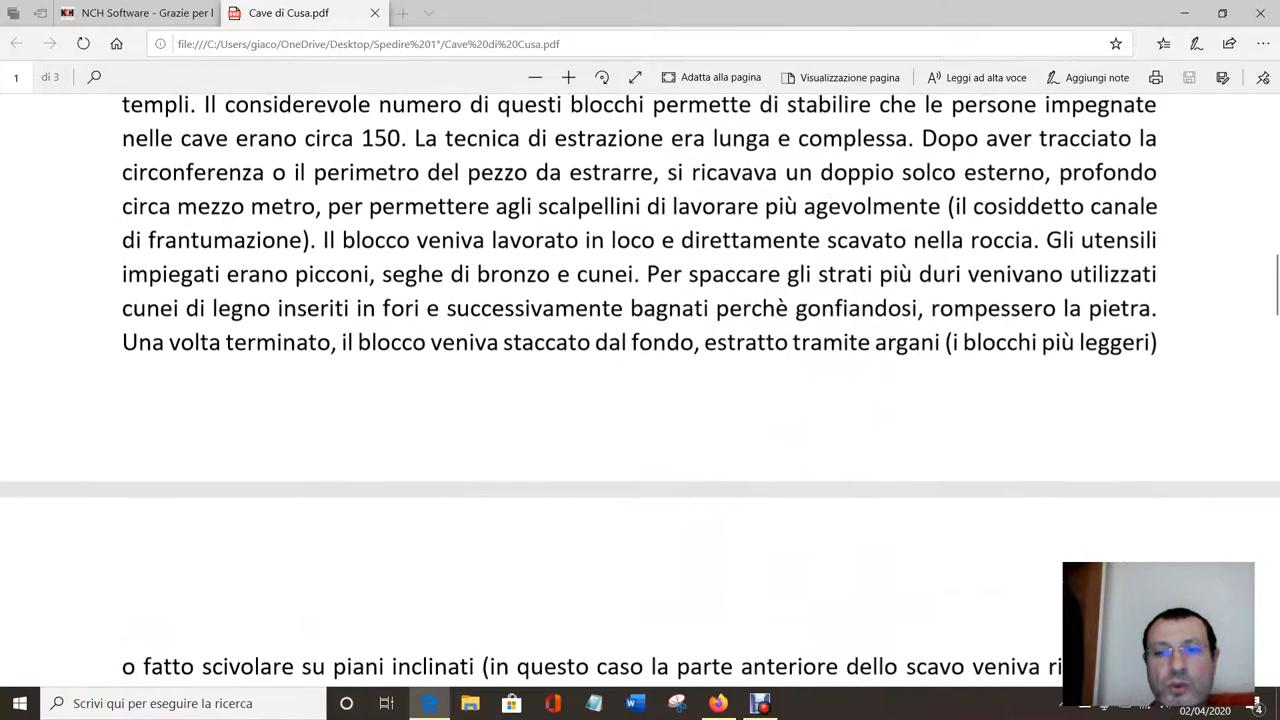 NCH Software - Grazie per l
Cave di Cusa.pdf
file:///C:/Users/giaco/OneDrive/Desktop/Spedire%201°/Cave%20di%20Cusa.pdf
1 di 3 Adatta alla pagina Visualizzazione pagina Leggi ad alta voce Aggiungi note
templi. Il considerevole numero di questi blocchi permette di stabilire che le persone impegnate
nelle cave erano circa 150. La tecnica di estrazione era lunga e complessa. Dopo aver tracciato la
circonferenza o il perimetro del pezzo da estrarre, si ricavava un doppio solco esterno, profondo
circa mezzo metro, per permettere agli scalpellini di lavorare più agevolmente (il cosiddetto canale
di frantumazione). Il blocco veniva lavorato in loco e direttamente scavato nella roccia. Gli utensili
impiegati erano picconi, seghe di bronzo e cunei. Per spaccare gli strati più duri venivano utilizzati
cunei di legno inseriti in fori e successivamente bagnati perchè gonfiandosi, rompessero la pietra.
Una volta terminato, il blocco veniva staccato dal fondo, estratto tramite argani (i blocchi più leggeri)
o fatto scivolare su piani inclinati (in questo caso la parte anteriore dello scavo veniva ri
Scrivi qui per eseguire la ricerca
02/04/2020
4